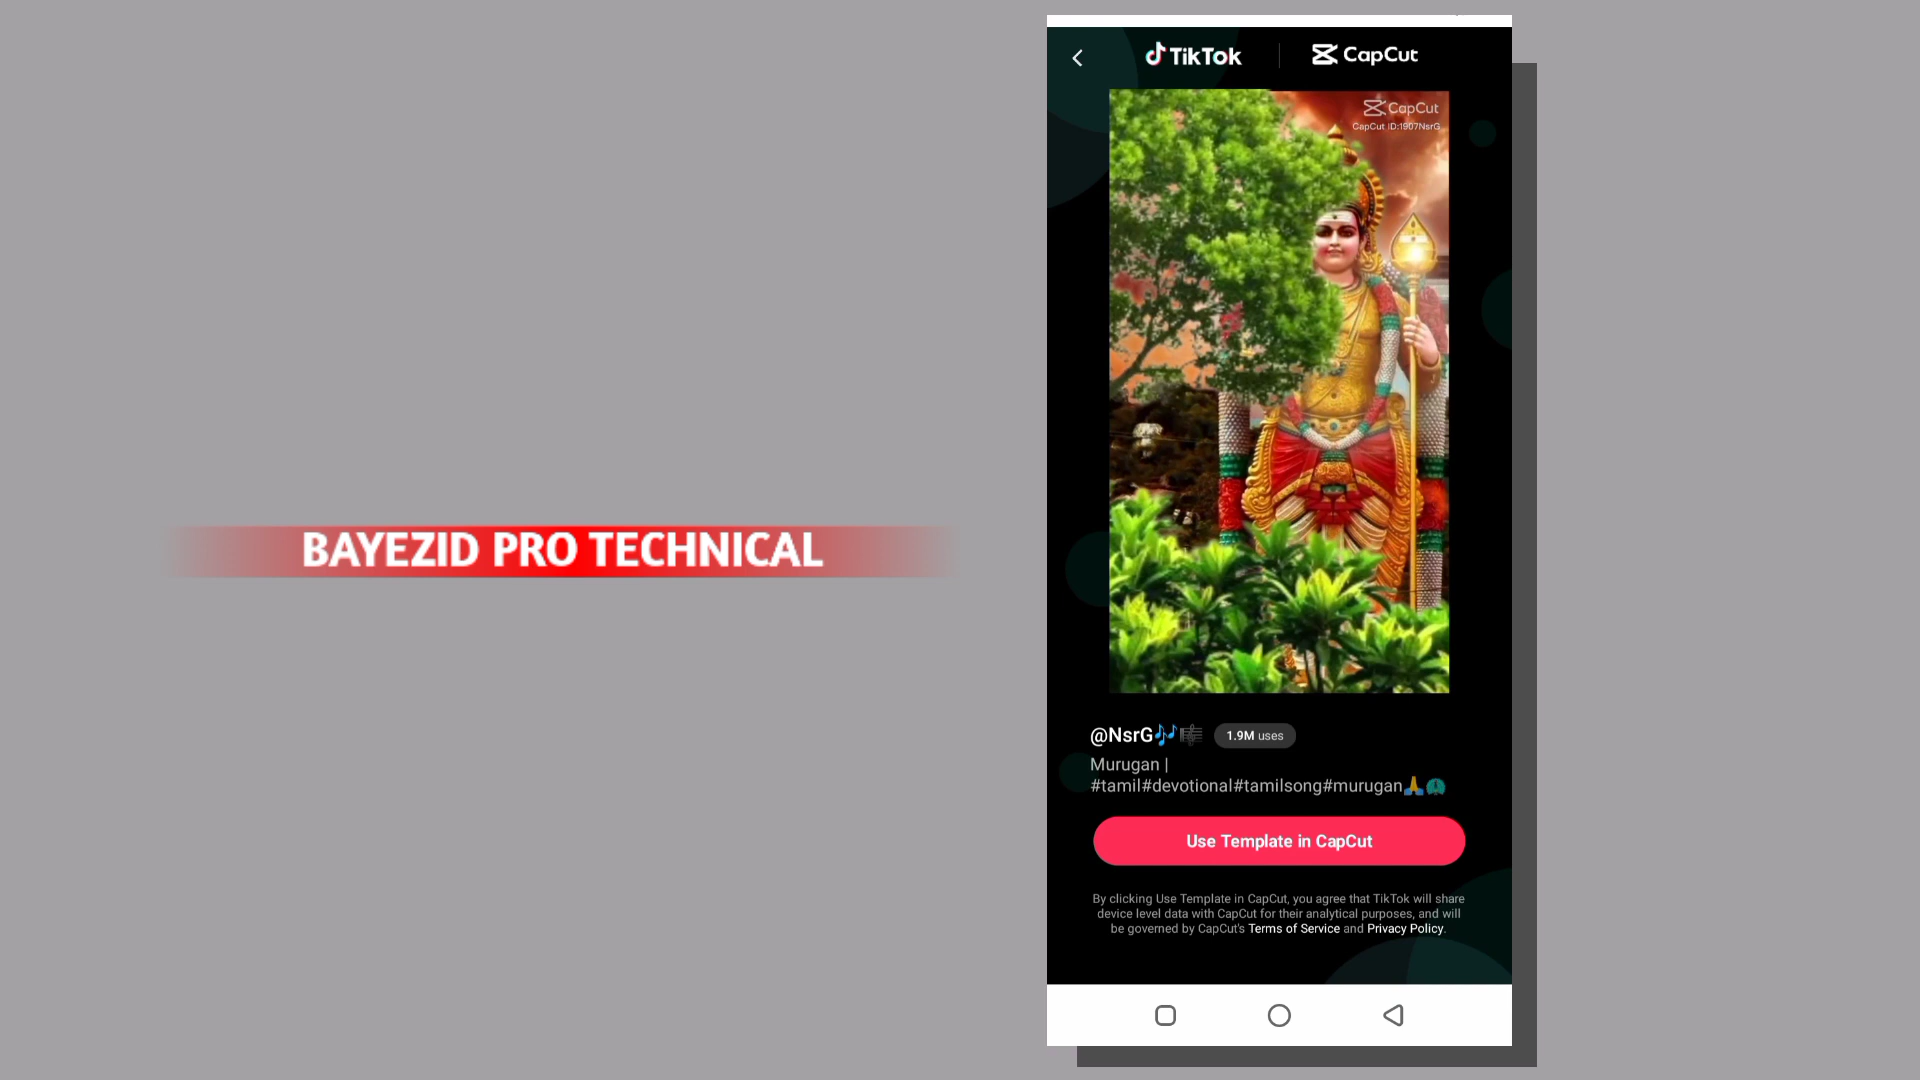 BAYEZID PRO TECHNICAL
TikTok
CapCut
CapCut
CapCut ID:1907NsrG
@NsrG🎶🎼
1.9M uses
Murugan |
#tamil#devotional#tamilsong#murugan🙏
Use Template in CapCut
By clicking Use Template in CapCut, you agree that TikTok will share
device level data with CapCut for their analytical purposes, and will
be governed by CapCut's Terms of Service and Privacy Policy.